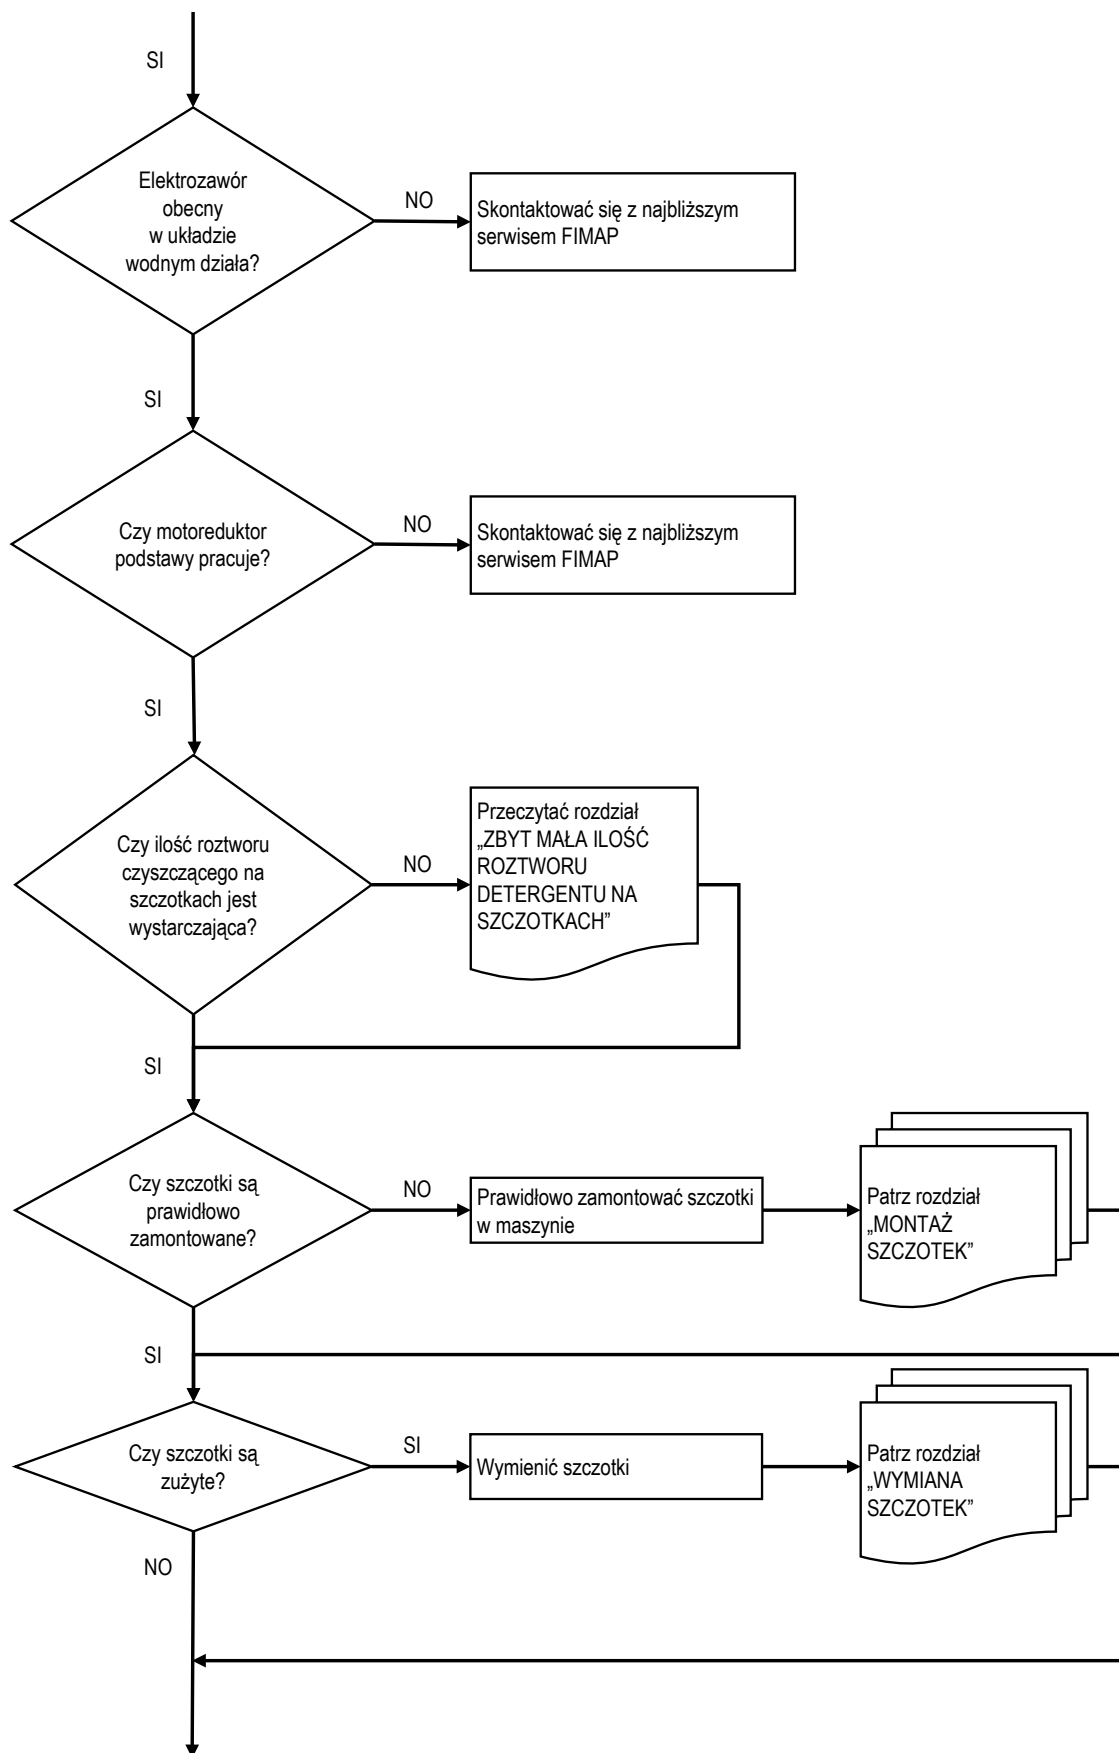 SI
Elektrozawór
obecny
w układzie
wodnym działa?
NO
Skontaktować się z najbliższym
serwisem FIMAP
SI
Czy motoreduktor
podstawy pracuje?
NO
Skontaktować się z najbliższym
serwisem FIMAP
SI
Czy ilość roztworu
czyszczącego na
szczotkach jest
wystarczająca?
NO
Przeczytać rozdział
„ZBYT MAŁA ILOŚĆ
ROZTWORU
DETERGENTU NA
SZCZOTKACH”
SI
Czy szczotki są
prawidłowo
zamontowane?
NO
Prawidłowo zamontować szczotki
w maszynie
Patrz rozdział
„MONTAŻ
SZCZOTEK”
SI
Czy szczotki są
zużyte?
SI
Wymienić szczotki
Patrz rozdział
„WYMIANA
SZCZOTEK”
NO